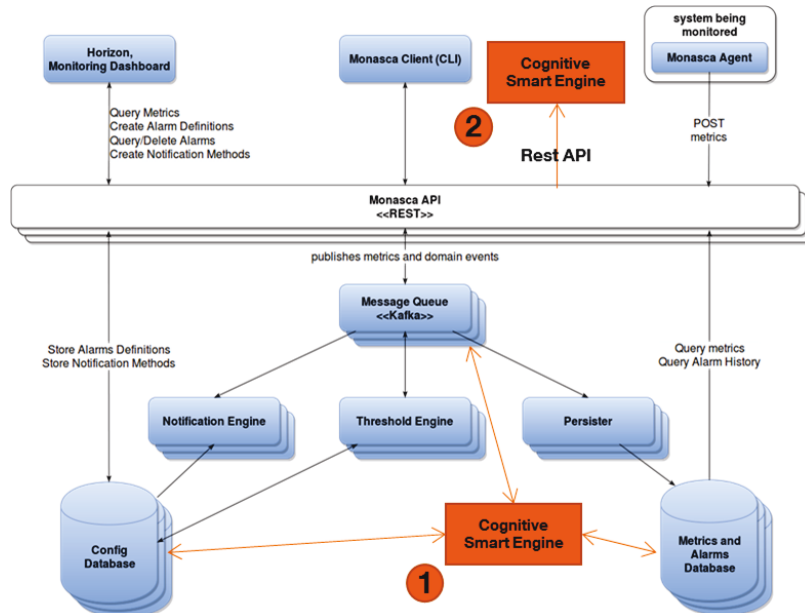 system being
monitored
Horizon,
Monitoring Dashboard
Monasca Client (CLI)
Cognitive
Smart Engine
Monasca Agent
2
Query Metrics
Create Alarm Definitions
Query/Delete Alarms
Create Notification Methods
Rest API
POST
metrics
Monasca API
<<REST>>
publishes metrics and domain events
Message Queue
<<Kafka>>
Store Alarms Definitions
Store Notification Methods
Query metrics
Query Alarm History
Notification Engine
Threshold Engine
Persister
Config
Database
Cognitive
Smart Engine
Metrics and
Alarms
Database
1